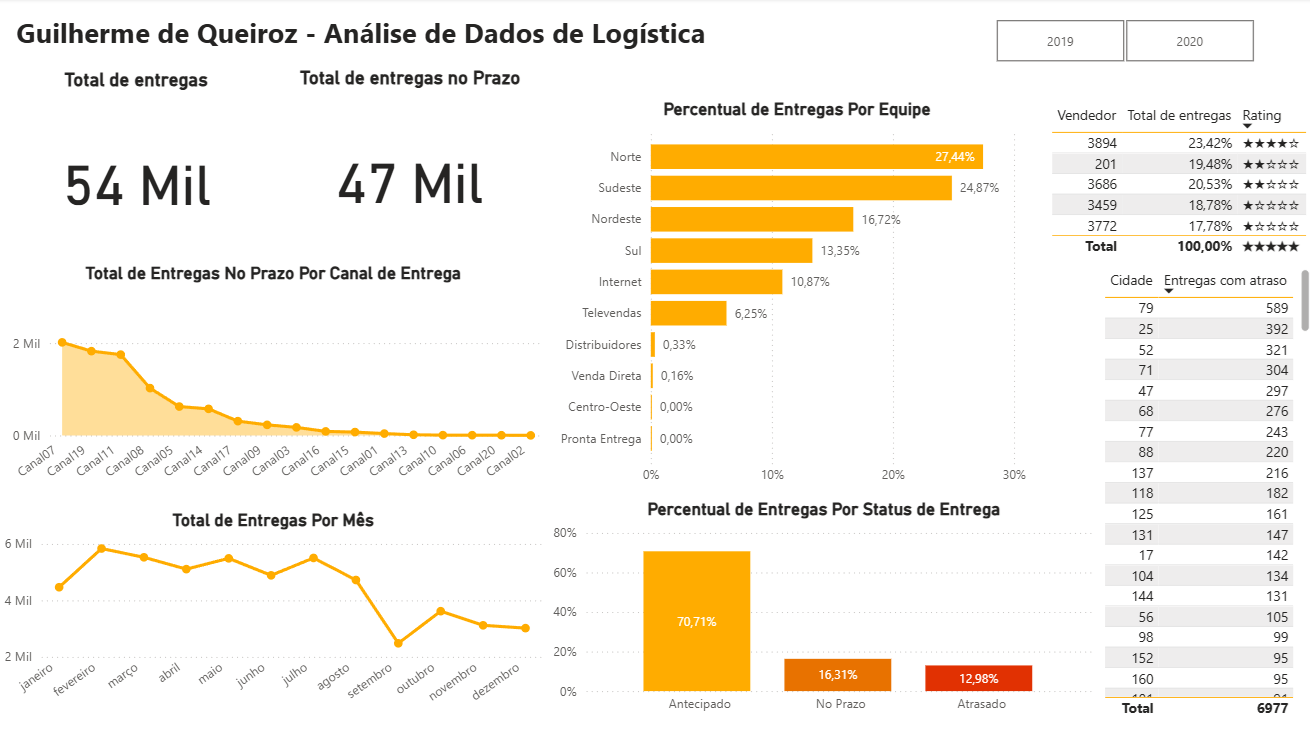 Guilherme de Queiroz - Análise de Dados de Logística
2019
2020
Total de entregas
54 Mil
Total de entregas no Prazo
47 Mil
Total de Entregas No Prazo Por Canal de Entrega
2 Mil
0 Mil
Canal07
Canal19
Canal11
Canal08
Canal05
Canal14
Canal17
Canal09
Canal03
Canal16
Canal15
Canal01
Canal13
Canal10
Canal06
Canal20
Canal02
Total de Entregas Por Mês
6 Mil
4 Mil
2 Mil
janeiro
fevereiro
março
abril
maio
junho
julho
agosto
setembro
outubro
novembro
dezembro
Percentual de Entregas Por Equipe
Norte 27,44%
Sudeste 24,87%
Nordeste 16,72%
Sul 13,35%
Internet 10,87%
Televendas 6,25%
Distribuidores 0,33%
Venda Direta 0,16%
Centro-Oeste 0,00%
Pronta Entrega 0,00%
0% 10% 20% 30%
Percentual de Entregas Por Status de Entrega
80%
60%
40%
20%
0%
70,71%
16,31%
12,98%
Antecipado No Prazo Atrasado
Vendedor Total de entregas Rating
3894 23,42% ★★★★☆
201 19,48% ★★☆☆☆
3686 20,53% ★★☆☆☆
3459 18,78% ★☆☆☆☆
3772 17,78% ★☆☆☆☆
Total 100,00% ★★★★★
Cidade Entregas com atraso
79 589
25 392
52 321
71 304
47 297
68 276
77 243
88 220
137 216
118 182
125 161
131 147
17 142
104 134
144 131
56 105
98 99
152 95
160 95
Total 6977